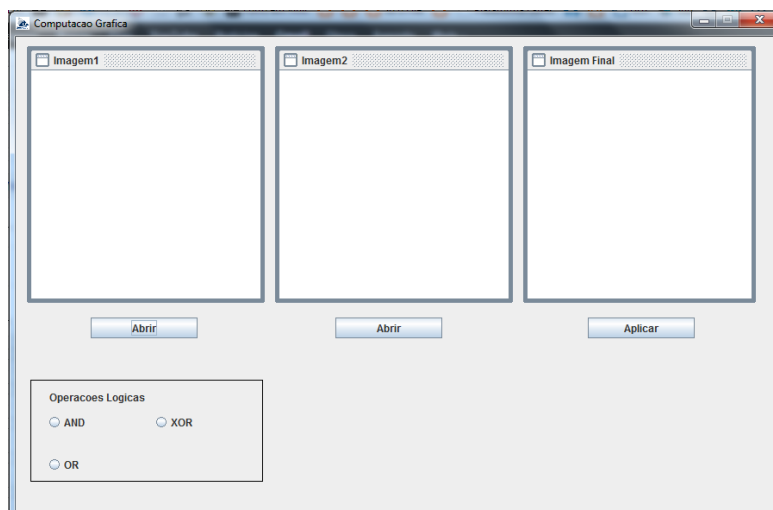 Computacao Grafica
Imagem1 Imagem2 Imagem Final
Abrir Abrir Aplicar
Operacoes Logicas
AND XOR
OR